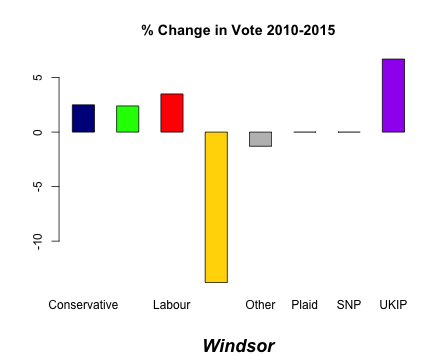 % Change in Vote 2010-2015
5
0
-5
-10
Conservative Labour Other Plaid SNP UKIP
Windsor